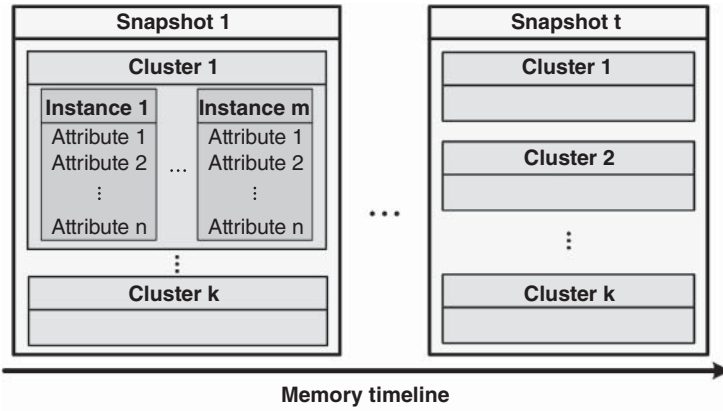 Snapshot 1
Cluster 1
Instance 1
Attribute 1
Attribute 2
⋮
Attribute n
...
Instance m
Attribute 1
Attribute 2
⋮
Attribute n
⋮
Cluster k
...
Snapshot t
Cluster 1
Cluster 2
⋮
Cluster k
Memory timeline